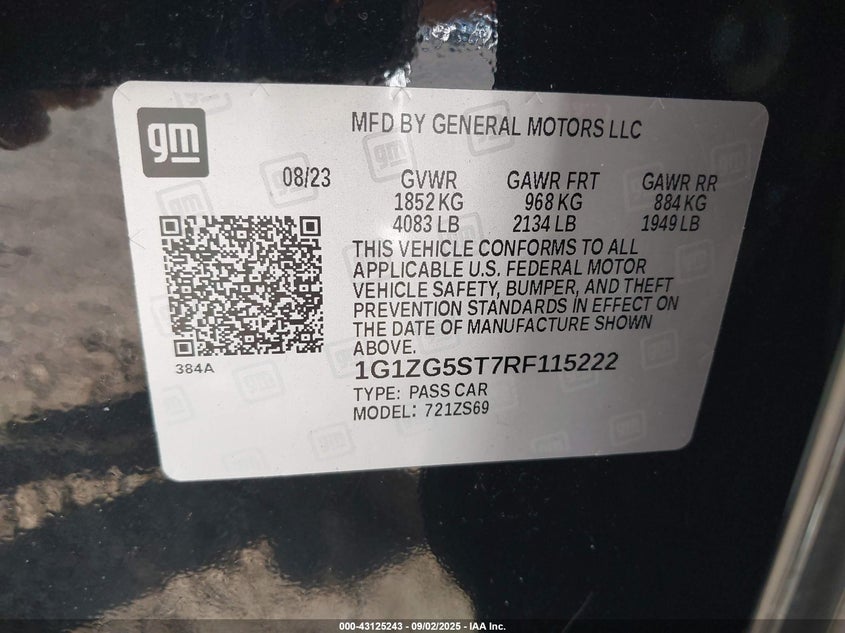 gm
MFD BY GENERAL MOTORS LLC
08/23
GVWR GAWR FRT GAWR RR
1852 KG 968 KG 884 KG
4083 LB 2134 LB 1949 LB
THIS VEHICLE CONFORMS TO ALL
APPLICABLE U.S. FEDERAL MOTOR
VEHICLE SAFETY, BUMPER, AND THEFT
PREVENTION STANDARDS IN EFFECT ON
THE DATE OF MANUFACTURE SHOWN
ABOVE.
384A
1G1ZG5ST7RF115222
TYPE: PASS CAR
MODEL: 721ZS69
000-43125243 - 09/02/2025 - IAA Inc.